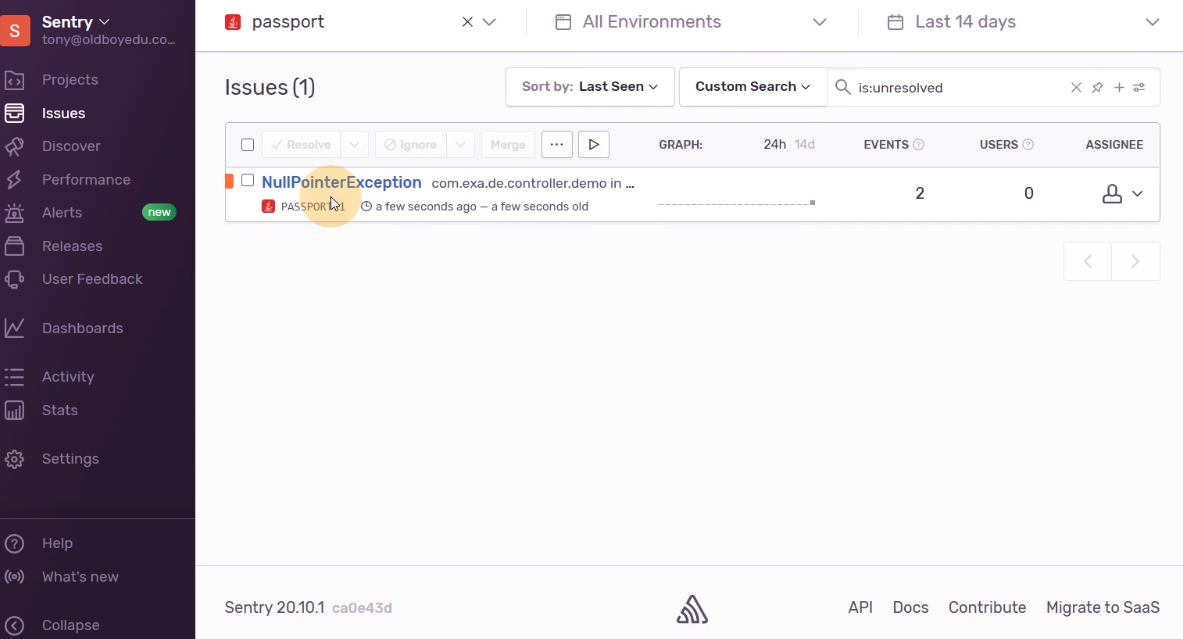 S
Sentry
tony@oldboyedu.co...
Projects
Issues
Discover
Performance
Alerts
new
Releases
User Feedback
Dashboards
Activity
Stats
Settings
Help
What's new
Collapse
passport
All Environments
Last 14 days
Issues (1)
Sort by: Last Seen
Custom Search
is:unresolved
Resolve
Ignore
Merge
GRAPH:
24h 14d
EVENTS
USERS
ASSIGNEE
NullPointerException com.exa.de.controller.demo in ...
2
0
a few seconds ago — a few seconds old
Sentry 20.10.1 ca0e43d
API
Docs
Contribute
Migrate to SaaS